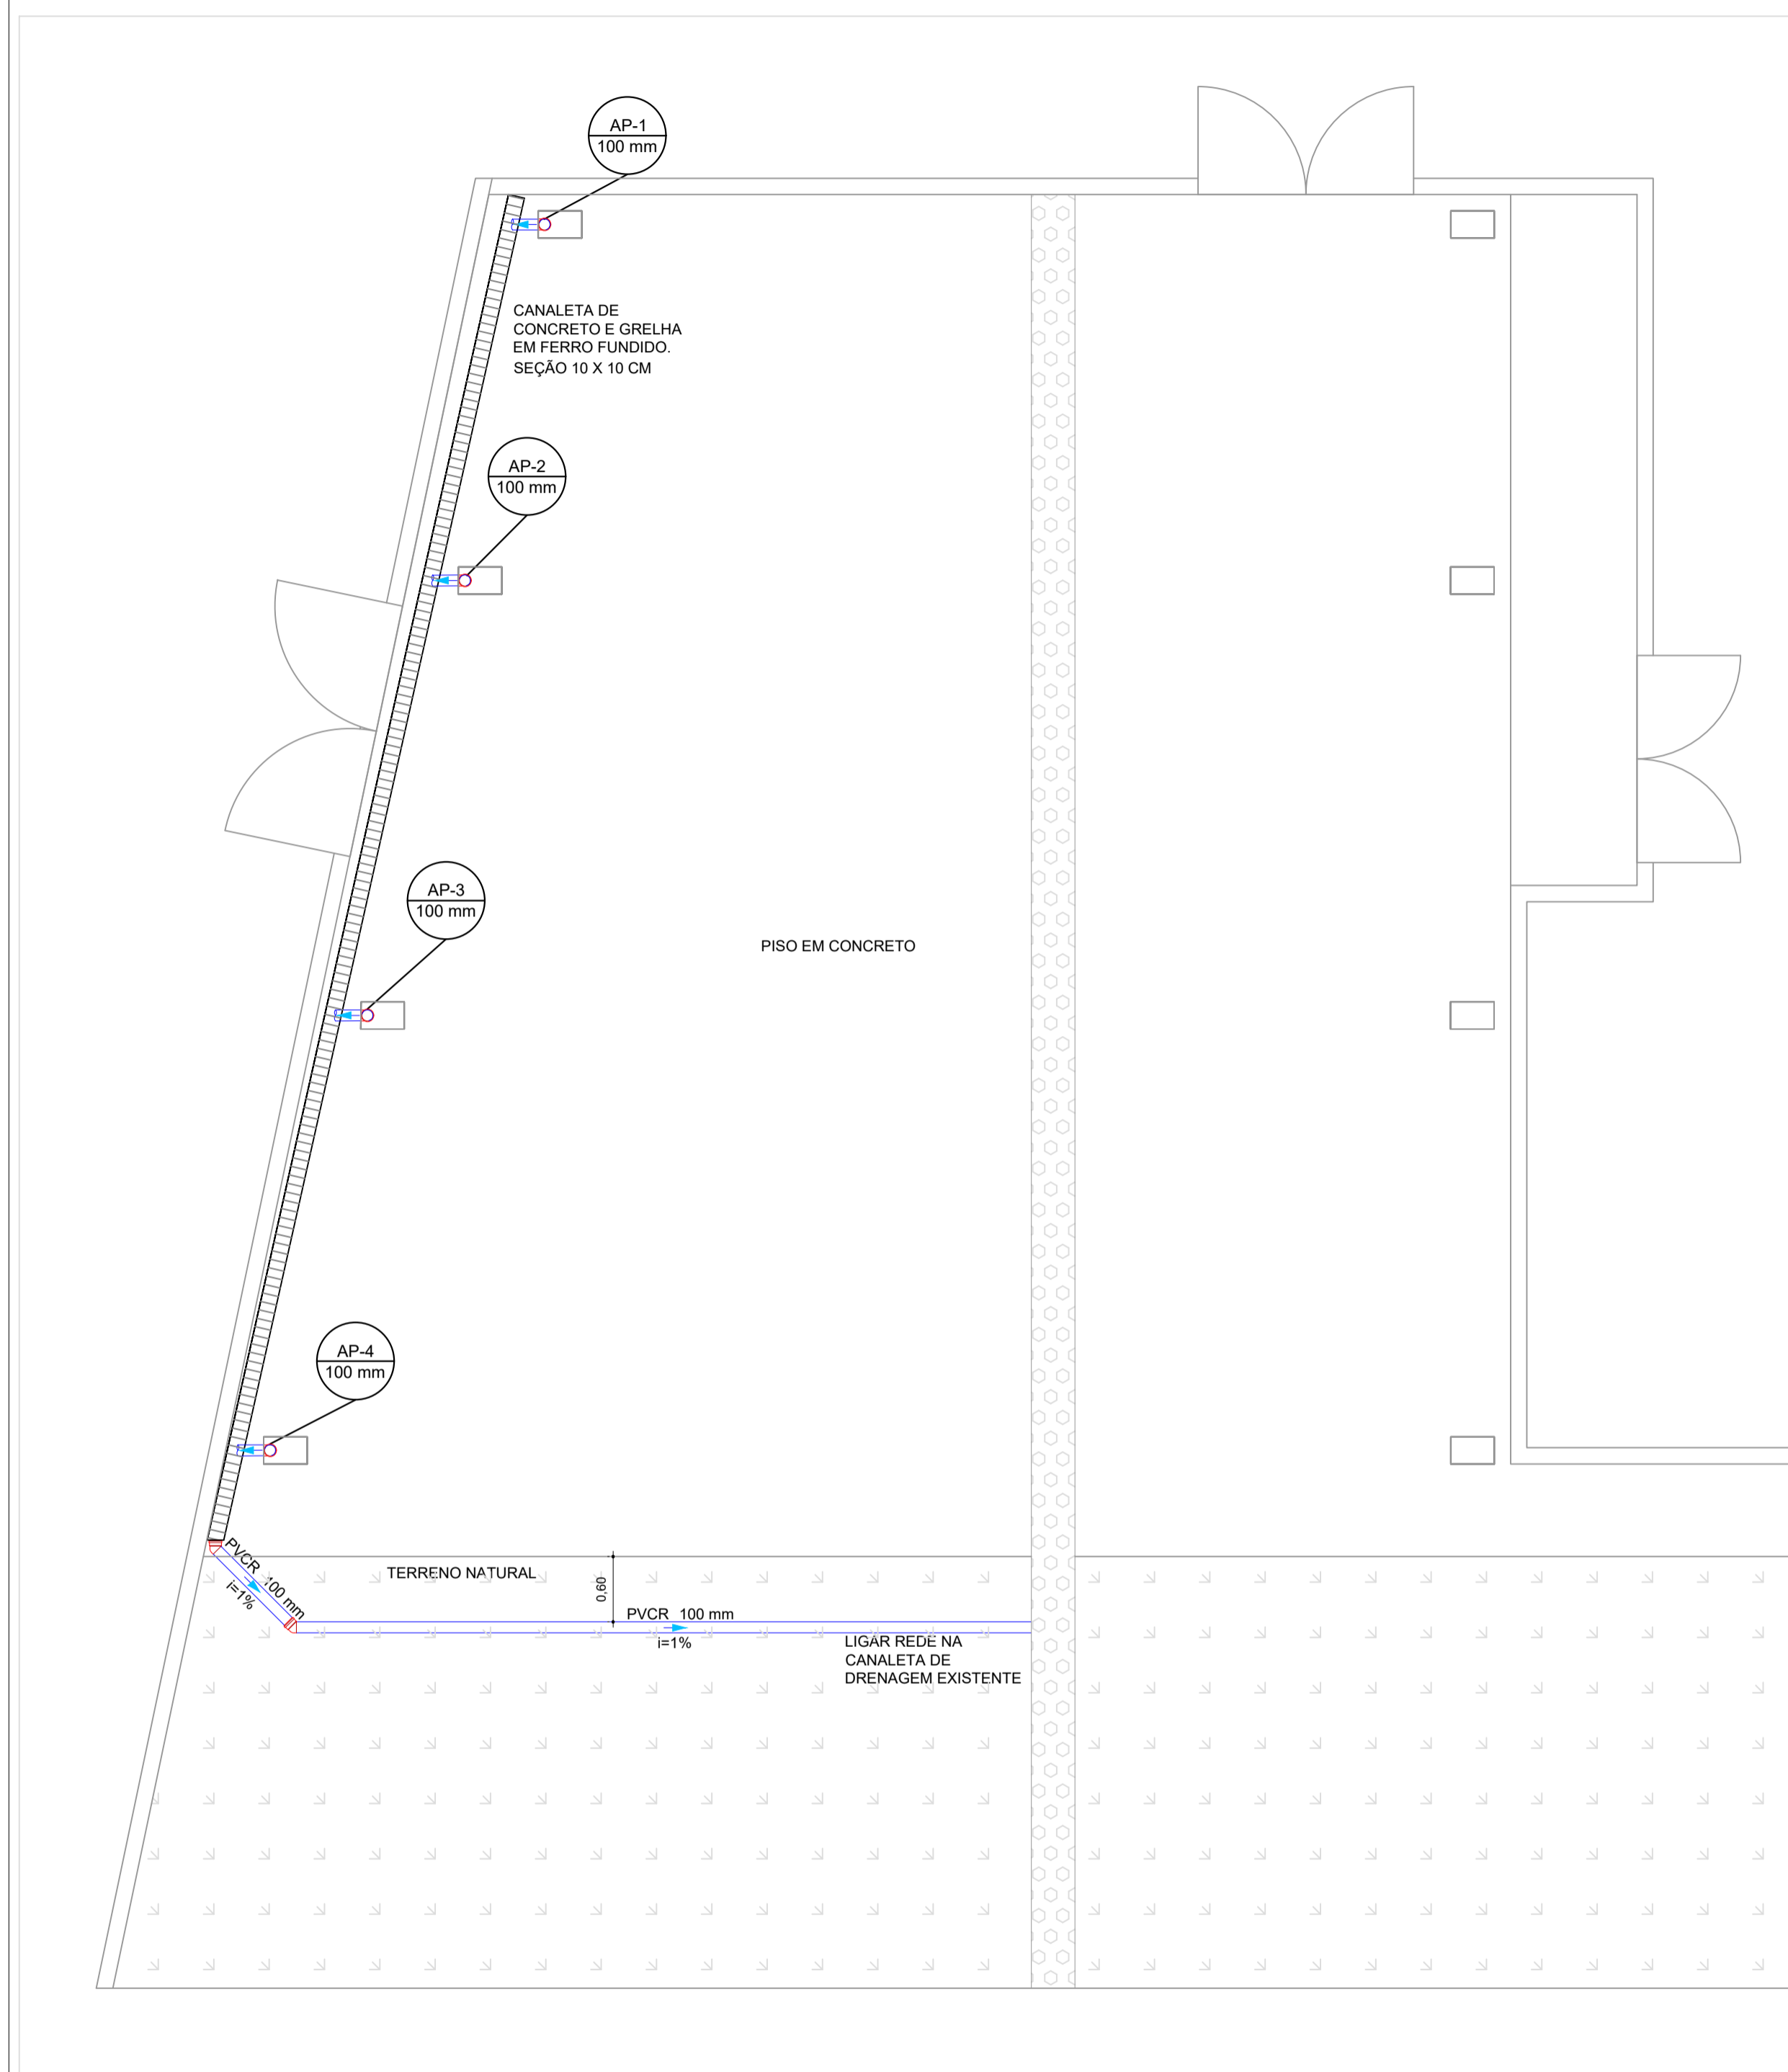 AP-1
100 mm
CANALETA DE
CONCRETO E GRELHA
EM FERRO FUNDIDO.
SEÇÃO 10 X 10 CM
AP-2
100 mm
AP-3
100 mm
PISO EM CONCRETO
AP-4
100 mm
PVCR 100 mm
i=1%
TERRENO NATURAL
0,60
PVCR 100 mm
i=1%
LIGAR REDE NA
CANALETA DE
DRENAGEM EXISTENTE